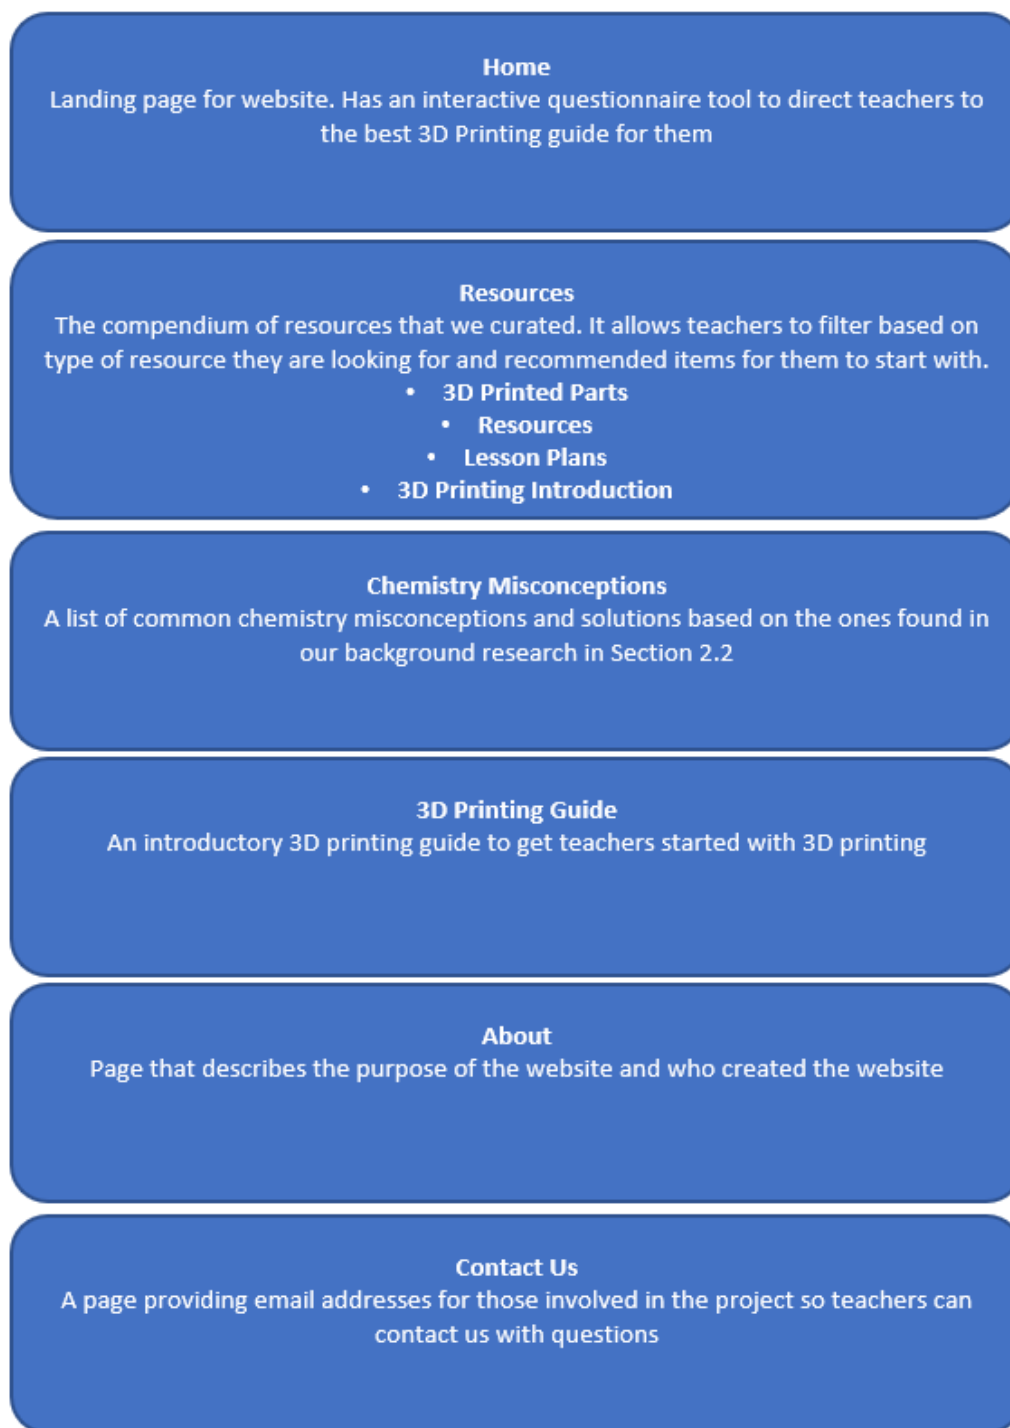 Home
Landing page for website. Has an interactive questionnaire tool to direct teachers to
the best 3D Printing guide for them
Resources
The compendium of resources that we curated. It allows teachers to filter based on
type of resource they are looking for and recommended items for them to start with.
• 3D Printed Parts
• Resources
• Lesson Plans
• 3D Printing Introduction
Chemistry Misconceptions
A list of common chemistry misconceptions and solutions based on the ones found in
our background research in Section 2.2
3D Printing Guide
An introductory 3D printing guide to get teachers started with 3D printing
About
Page that describes the purpose of the website and who created the website
Contact Us
A page providing email addresses for those involved in the project so teachers can
contact us with questions